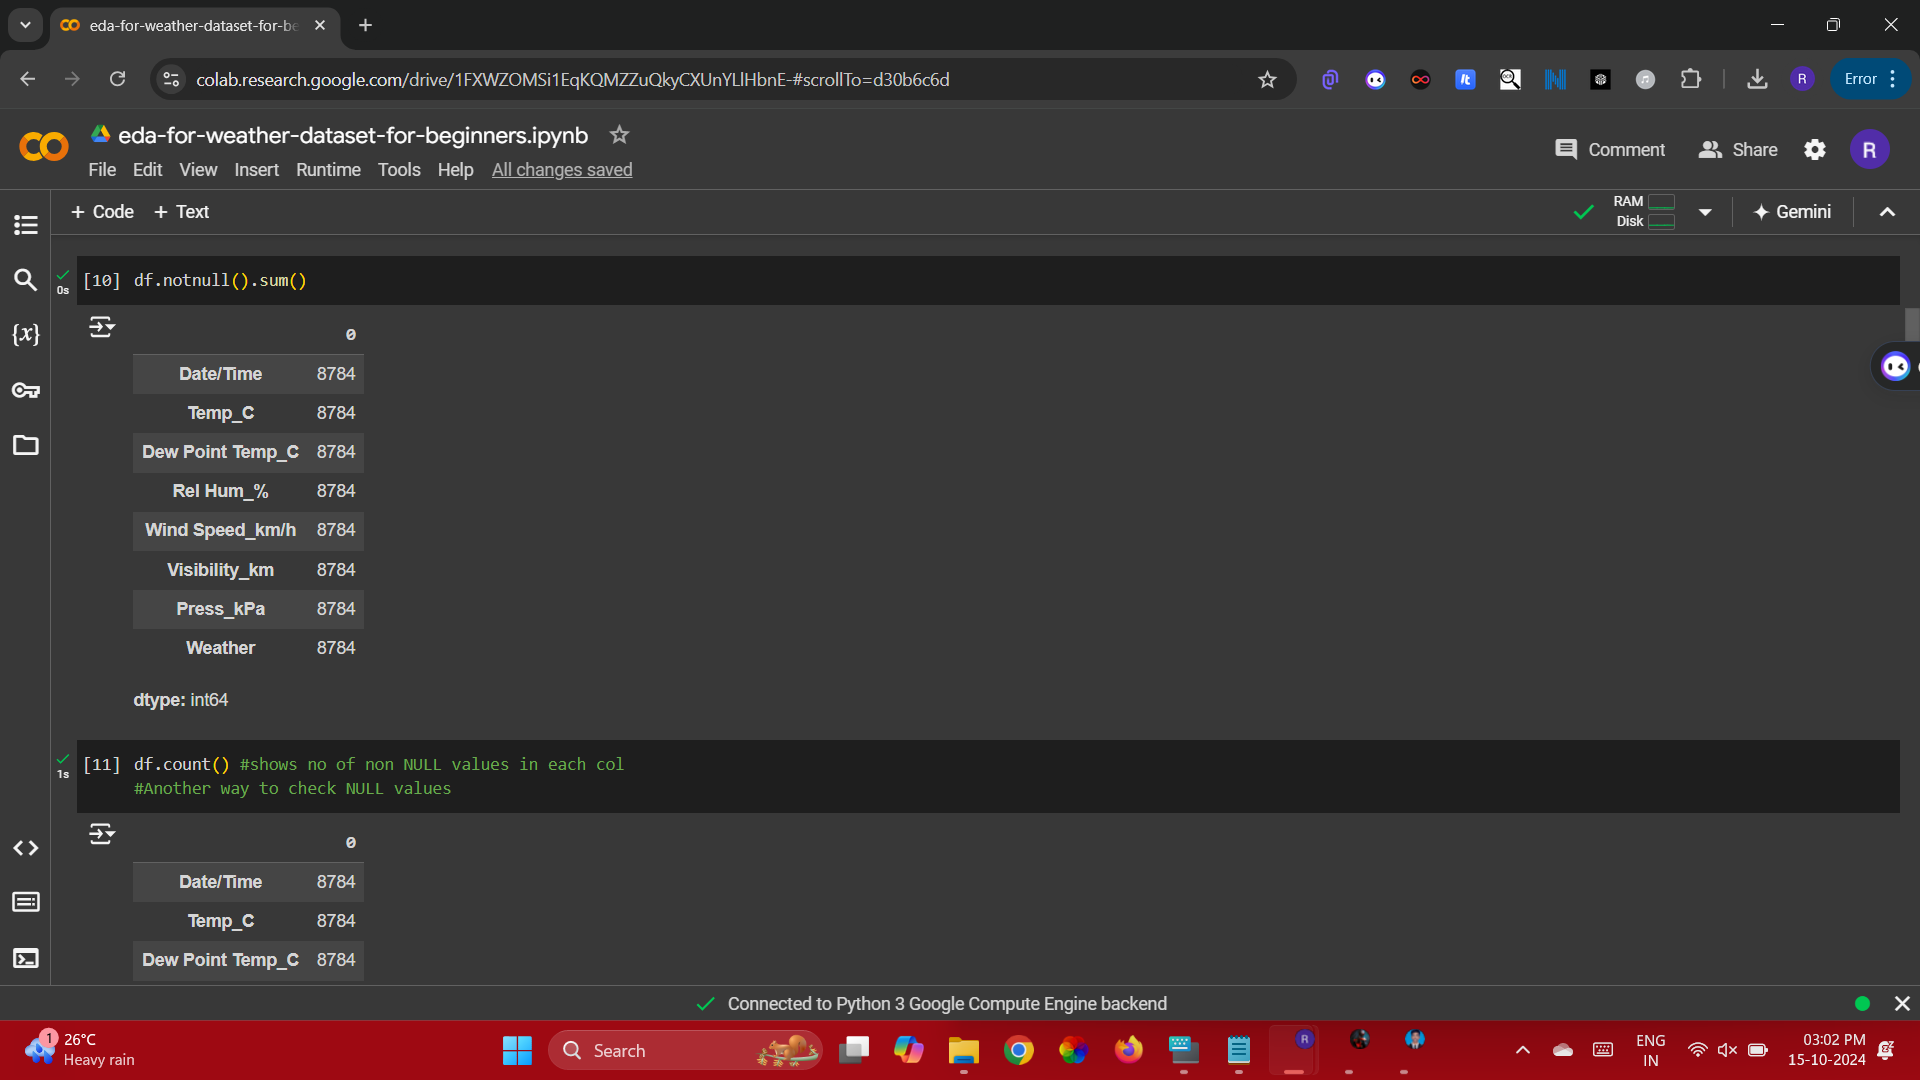 eda-for-weather-dataset-for-be
colab.research.google.com/drive/1FXWZOMSi1EqKQMZZuQkyCXUnYLlHbnE-#scrollTo=d30b6c6d
R
Error
eda-for-weather-dataset-for-beginners.ipynb
File Edit View Insert Runtime Tools Help All changes saved
Comment
Share
R
+ Code + Text
RAM
Disk
Gemini
{x}
0s
[10] df.notnull().sum()
0
Date/Time 8784
Temp_C 8784
Dew Point Temp_C 8784
Rel Hum_% 8784
Wind Speed_km/h 8784
Visibility_km 8784
Press_kPa 8784
Weather 8784
dtype: int64
1s
[11] df.count() #shows no of non NULL values in each col
#Another way to check NULL values
0
Date/Time 8784
Temp_C 8784
Dew Point Temp_C 8784
Connected to Python 3 Google Compute Engine backend
1
26°C
Heavy rain
Search
R
ENG
IN
03:02 PM
15-10-2024